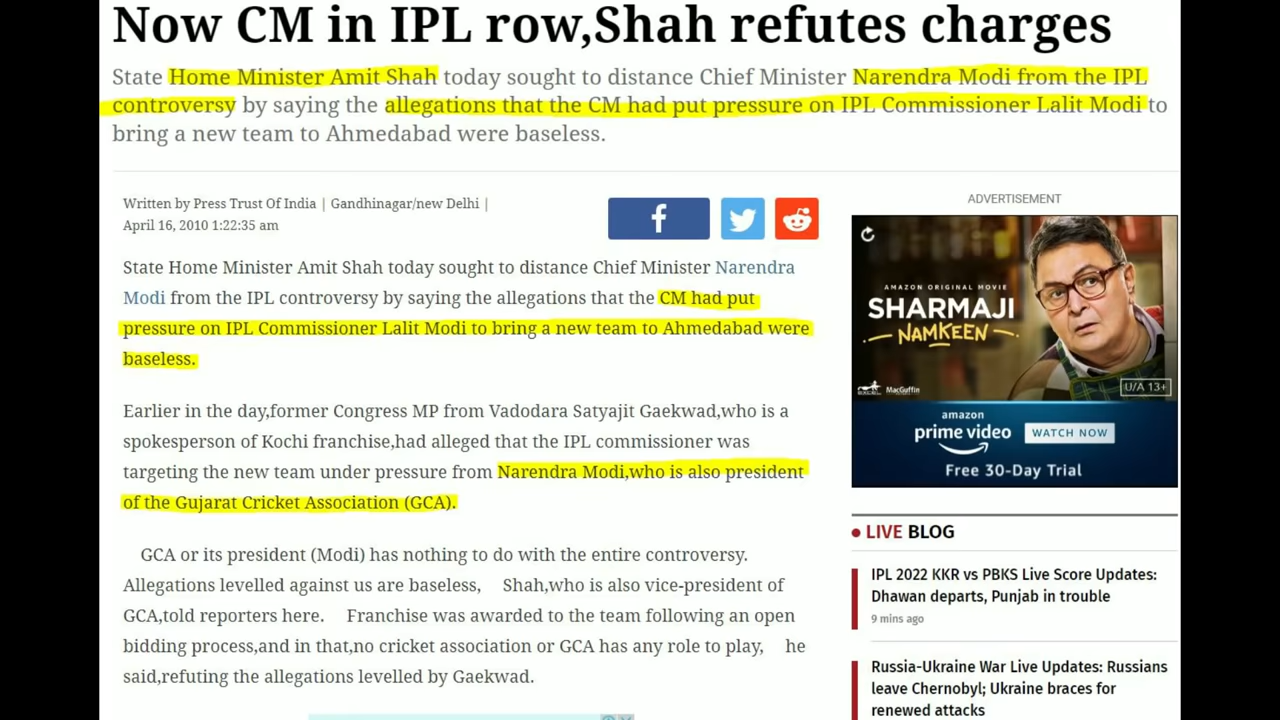 Now CM in IPL row,Shah refutes charges
State Home Minister Amit Shah today sought to distance Chief Minister Narendra Modi from the IPL
controversy by saying the allegations that the CM had put pressure on IPL Commissioner Lalit Modi to
bring a new team to Ahmedabad were baseless.
Written by Press Trust Of India | Gandhinagar/new Delhi |
April 16, 2010 1:22:35 am
State Home Minister Amit Shah today sought to distance Chief Minister Narendra
Modi from the IPL controversy by saying the allegations that the CM had put
pressure on IPL Commissioner Lalit Modi to bring a new team to Ahmedabad were
baseless.
Earlier in the day,former Congress MP from Vadodara Satyajit Gaekwad,who is a
spokesperson of Kochi franchise,had alleged that the IPL commissioner was
targeting the new team under pressure from Narendra Modi,who is also president
of the Gujarat Cricket Association (GCA).
GCA or its president (Modi) has nothing to do with the entire controversy.
Allegations levelled against us are baseless, Shah,who is also vice-president of
GCA,told reporters here. Franchise was awarded to the team following an open
bidding process,and in that,no cricket association or GCA has any role to play, he
said,refuting the allegations levelled by Gaekwad.
ADVERTISEMENT
AMAZON ORIGINAL MOVIE
SHARMAJI
NAMKEEN
EXCEL MacGuffin
U/A 13+
amazon
prime video
WATCH NOW
Free 30-Day Trial
LIVE BLOG
IPL 2022 KKR vs PBKS Live Score Updates:
Dhawan departs, Punjab in trouble
9 mins ago
Russia-Ukraine War Live Updates: Russians
leave Chernobyl; Ukraine braces for
renewed attacks